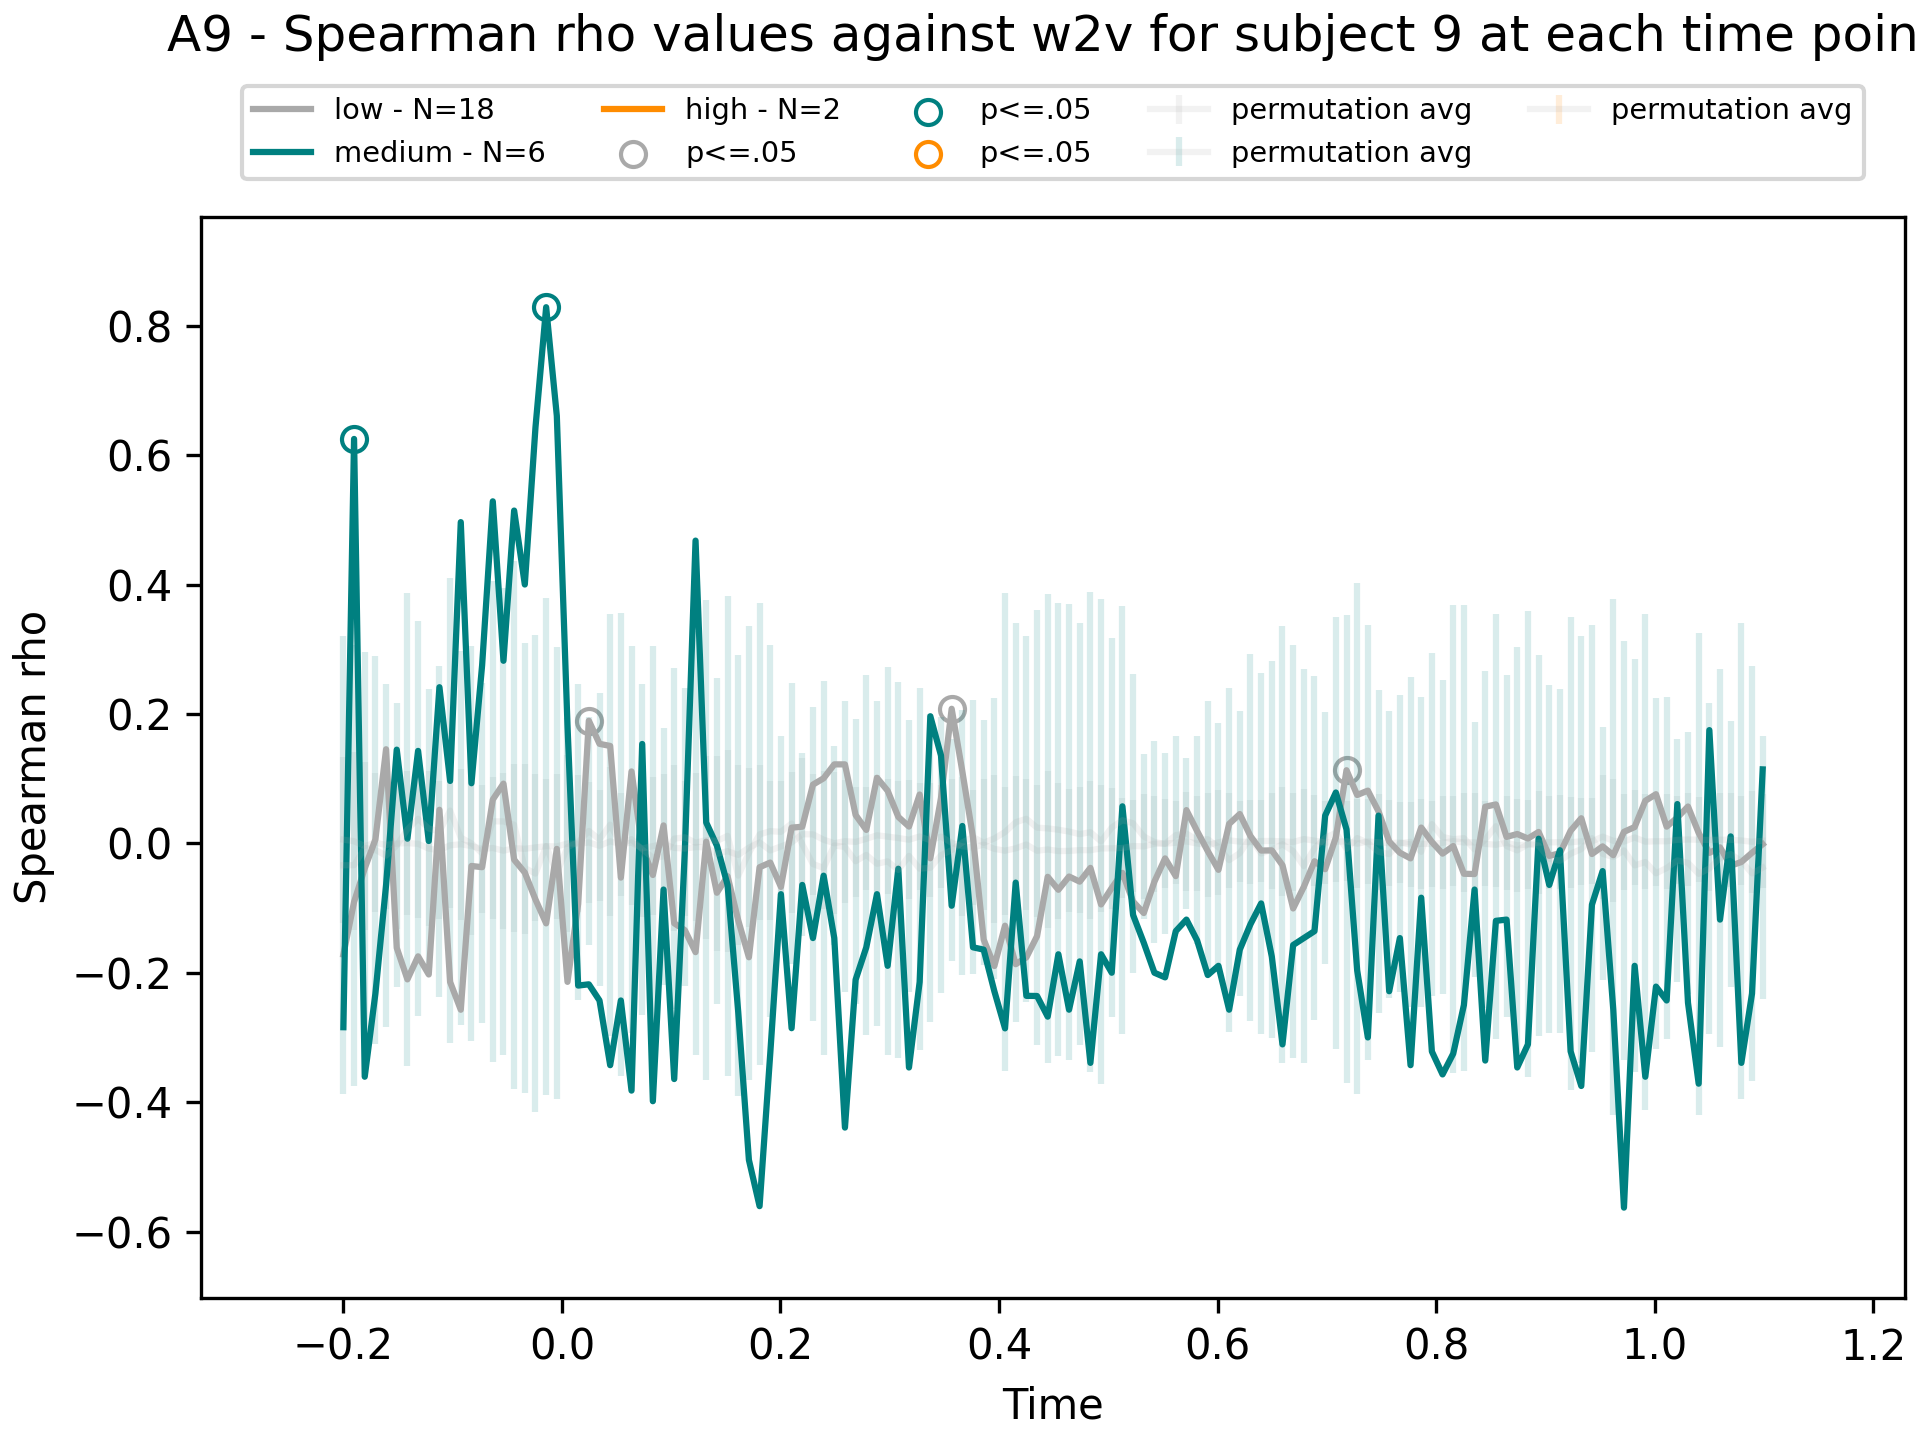 A9 - Spearman rho values against w2v for subject 9 at each time poin
low - N=18 high - N=2 p<=.05 permutation avg permutation avg
medium - N=6 p<=.05 p<=.05 permutation avg
0.8
0.6
0.4
0.2
0.0
−0.2
−0.4
−0.6
Spearman rho
−0.2 0.0 0.2 0.4 0.6 0.8 1.0 1.2
Time